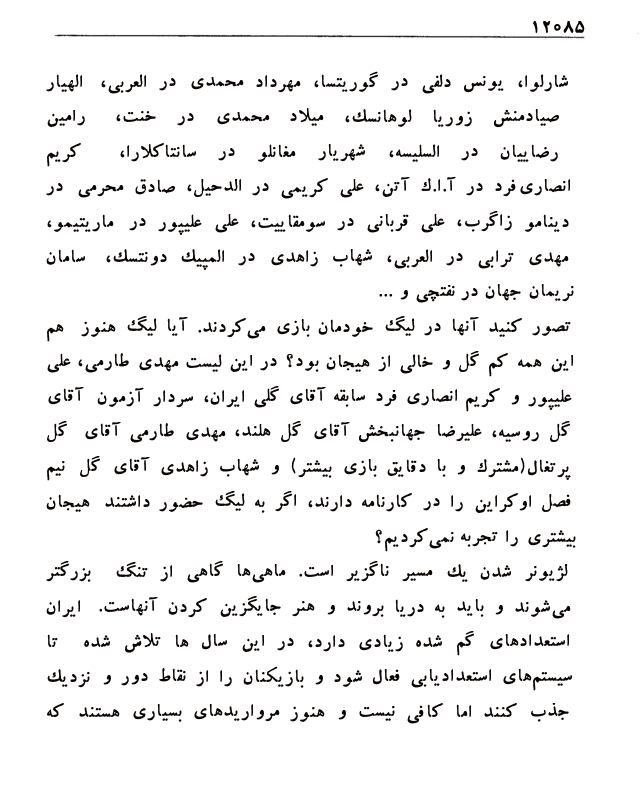 ۱۲۰۸۵
شارلوا، یونس دلفی در گوریتسا، مهرداد محمدی در العربی، الهیار
صیادمنش زوریا لوهانسک، میلاد محمدی در خنت، رامین
رضاییان در السلیسه، شهریار مغانلو در سانتاکلارا، کریم
انصاری‌فرد در آ.ا.ک آتن، علی کریمی در الدحیل، صادق محرمی در
دینامو زاگرب، علی قربانی در سومقاییت، علی علیپور در ماریتیمو،
مهدی ترابی در العربی، شهاب زاهدی در المپیک دونتسک، سامان
نریمان جهان در نفتچی و ...
تصور کنید آنها در لیگ خودمان بازی می‌کردند. آیا لیگ هنوز هم
این همه کم گل و خالی از هیجان بود؟ در این لیست مهدی طارمی، علی
علیپور و کریم انصاری فرد سابقه آقای گلی ایران، سردار آزمون آقای
گل روسیه، علیرضا جهانبخش آقای گل هلند، مهدی طارمی آقای گل
پرتغال(مشترک و با دقایق بازی بیشتر) و شهاب زاهدی آقای گل نیم
فصل اوکراین را در کارنامه دارند، اگر به لیگ حضور داشتند هیجان
بیشتری را تجربه نمی‌کردیم؟
لژیونر شدن یک مسیر ناگزیر است. ماهی‌ها گاهی از تنگ بزرگتر
می‌شوند و باید به دریا بروند و هنر جایگزین کردن آنهاست. ایران
استعدادهای گم شده زیادی دارد، در این سال ها تلاش شده تا
سیستم‌های استعدادیابی فعال شود و بازیکنان را از نقاط دور و نزدیک
جذب کنند اما کافی نیست و هنوز مرواریدهای بسیاری هستند که